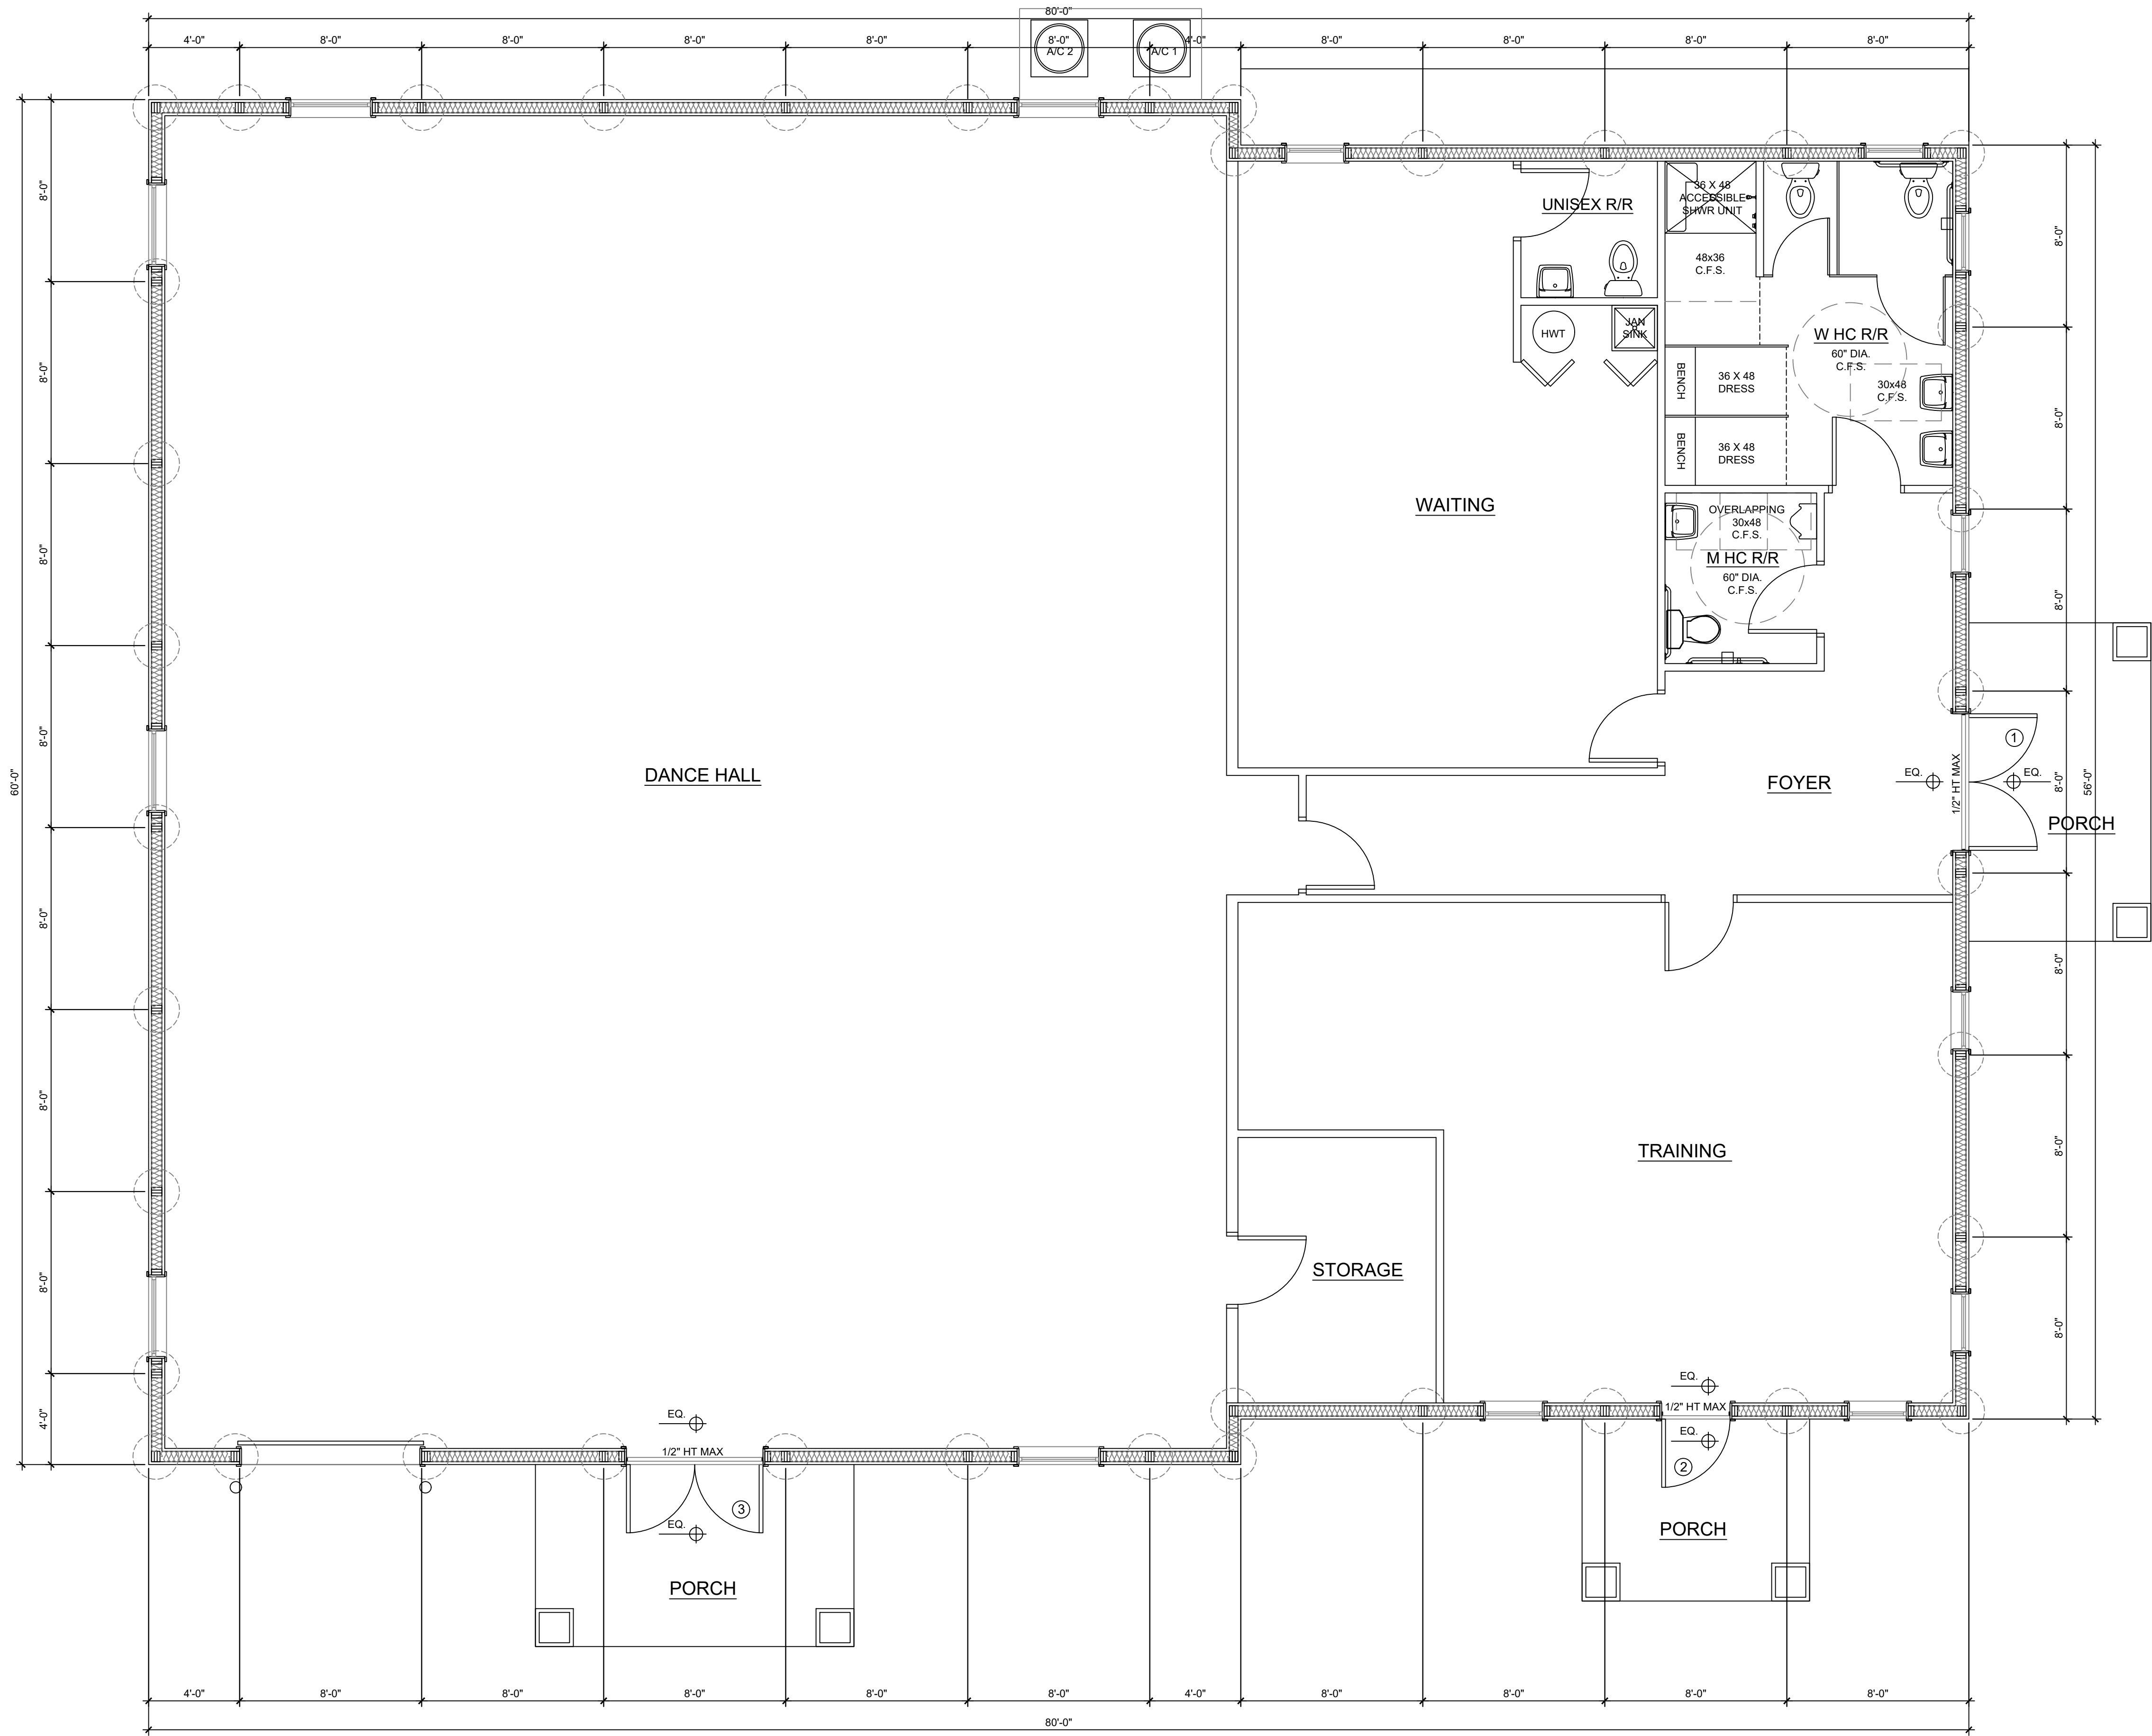 80'-0"
4'-0" 8'-0" 8'-0" 8'-0" 8'-0" 8'-0" 4'-0" 8'-0" 8'-0" 8'-0" 8'-0"
A/C 2
A/C 1
8'-0"
8'-0"
8'-0"
8'-0"
8'-0"
8'-0"
8'-0"
4'-0"
60'-0"
UNISEX R/R
36 X 48
ACCESSIBLE
SHWR UNIT
48x36
C.F.S.
HWT
JAN
SINK
W HC R/R
60" DIA.
C.F.S.
30x48
C.F.S.
BENCH
36 X 48
DRESS
BENCH
36 X 48
DRESS
WAITING
OVERLAPPING
30x48
C.F.S.
M HC R/R
60" DIA.
C.F.S.
DANCE HALL
FOYER
EQ.
1/2" HT MAX
1
EQ.
PORCH
8'-0"
8'-0"
8'-0"
8'-0"
8'-0"
8'-0"
8'-0"
56'-0"
TRAINING
STORAGE
EQ.
1/2" HT MAX
EQ.
2
PORCH
EQ.
1/2" HT MAX
3
EQ.
PORCH
4'-0" 8'-0" 8'-0" 8'-0" 8'-0" 8'-0" 4'-0" 8'-0" 8'-0" 8'-0" 8'-0"
80'-0"